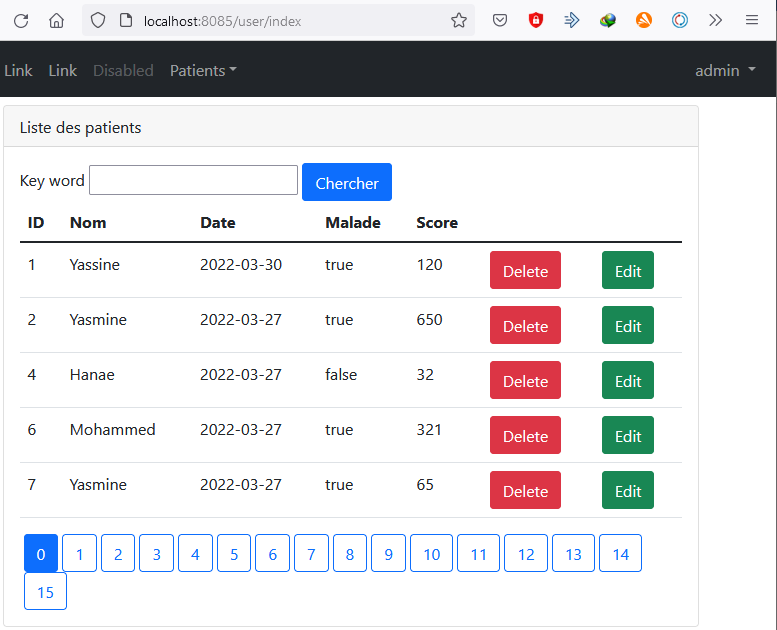 localhost:8085/user/index
Link Link Disabled Patients admin
Liste des patients
Key word Chercher
ID Nom Date Malade Score
1 Yassine 2022-03-30 true 120 Delete Edit
2 Yasmine 2022-03-27 true 650 Delete Edit
4 Hanae 2022-03-27 false 32 Delete Edit
6 Mohammed 2022-03-27 true 321 Delete Edit
7 Yasmine 2022-03-27 true 65 Delete Edit
0 1 2 3 4 5 6 7 8 9 10 11 12 13 14
15